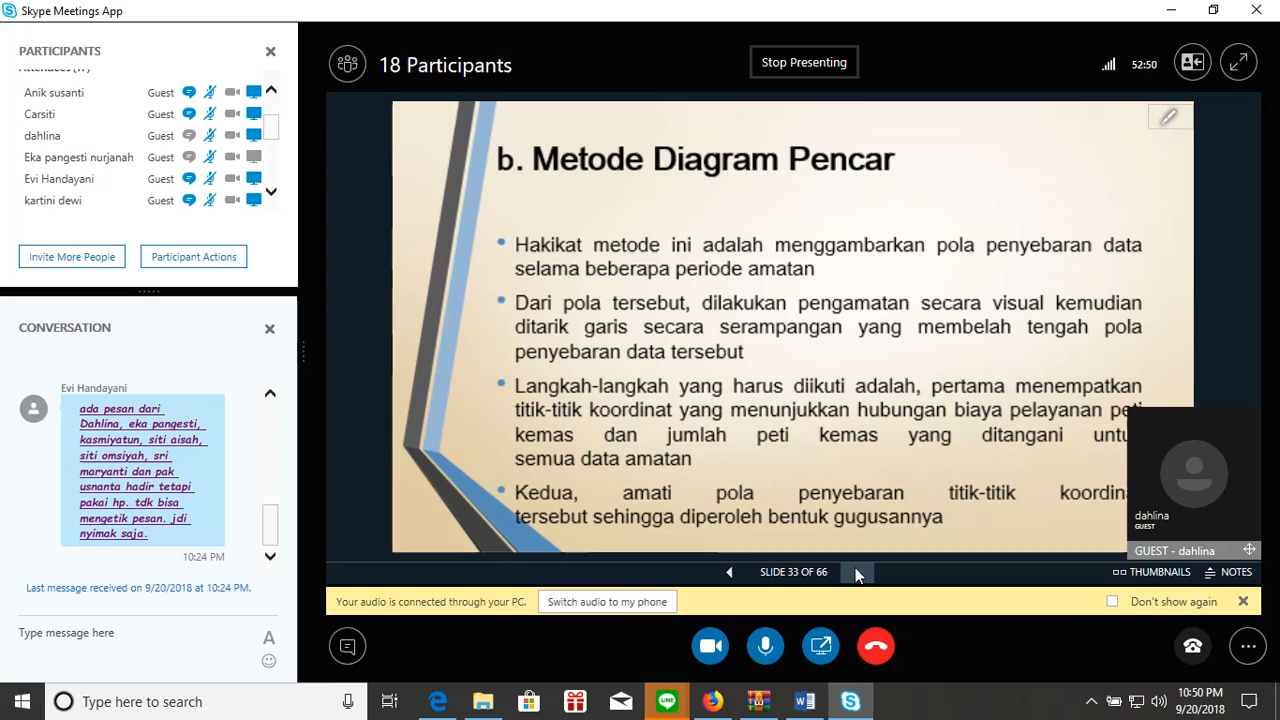 Skype Meetings App
PARTICIPANTS
Anik susanti Guest
Carsiti Guest
dahlina Guest
Eka pangesti nurjanah Guest
Evi Handayani Guest
kartini dewi Guest
Invite More People Participant Actions
CONVERSATION
Evi Handayani
ada pesan dari
Dahlina, eka pangesti,
kasmiyatun, siti aisah,
siti omsiyah, sri
maryanti dan pak
usnanta hadir tetapi
pakai hp. tdk bisa
mengetik pesan. jdi
nyimak saja.
10:24 PM
Last message received on 9/20/2018 at 10:24 PM.
Type message here
A
18 Participants
Stop Presenting
52:50
b. Metode Diagram Pencar
• Hakikat metode ini adalah menggambarkan pola penyebaran data
selama beberapa periode amatan
• Dari pola tersebut, dilakukan pengamatan secara visual kemudian
ditarik garis secara serampangan yang membelah tengah pola
penyebaran data tersebut
• Langkah-langkah yang harus diikuti adalah, pertama menempatkan
titik-titik koordinat yang menunjukkan hubungan biaya pelayanan peti
kemas dan jumlah peti kemas yang ditangani
semua data amatan
• Kedua, amati pola penyebaran titik-titik
tersebut sehingga diperoleh bentuk gugusannya
dahlina
GUEST
GUEST - dahlina
SLIDE 33 OF 66
THUMBNAILS NOTES
Your audio is connected through your PC. Switch audio to my phone Don't show again
Type here to search
10:50 PM
9/20/2018